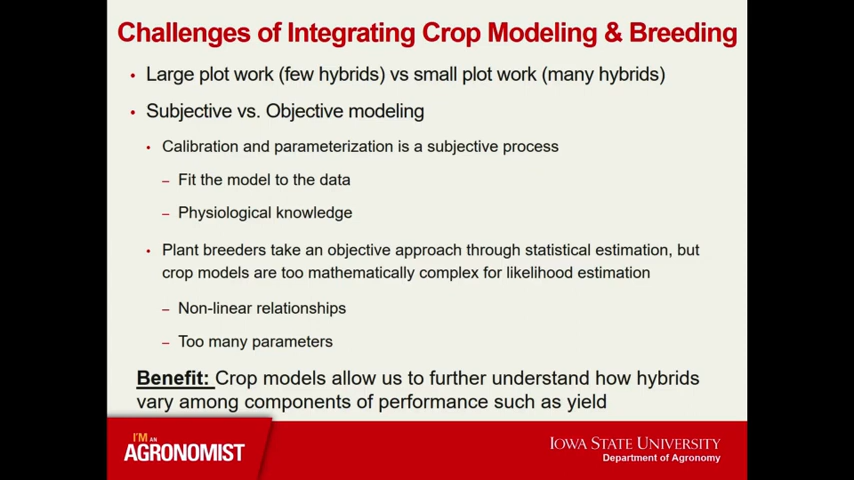 Challenges of Integrating Crop Modeling & Breeding
• Large plot work (few hybrids) vs small plot work (many hybrids)
• Subjective vs. Objective modeling
• Calibration and parameterization is a subjective process
– Fit the model to the data
– Physiological knowledge
• Plant breeders take an objective approach through statistical estimation, but
crop models are too mathematically complex for likelihood estimation
– Non-linear relationships
– Too many parameters
Benefit: Crop models allow us to further understand how hybrids
vary among components of performance such as yield
I'M AN
AGRONOMIST
IOWA STATE UNIVERSITY
Department of Agronomy